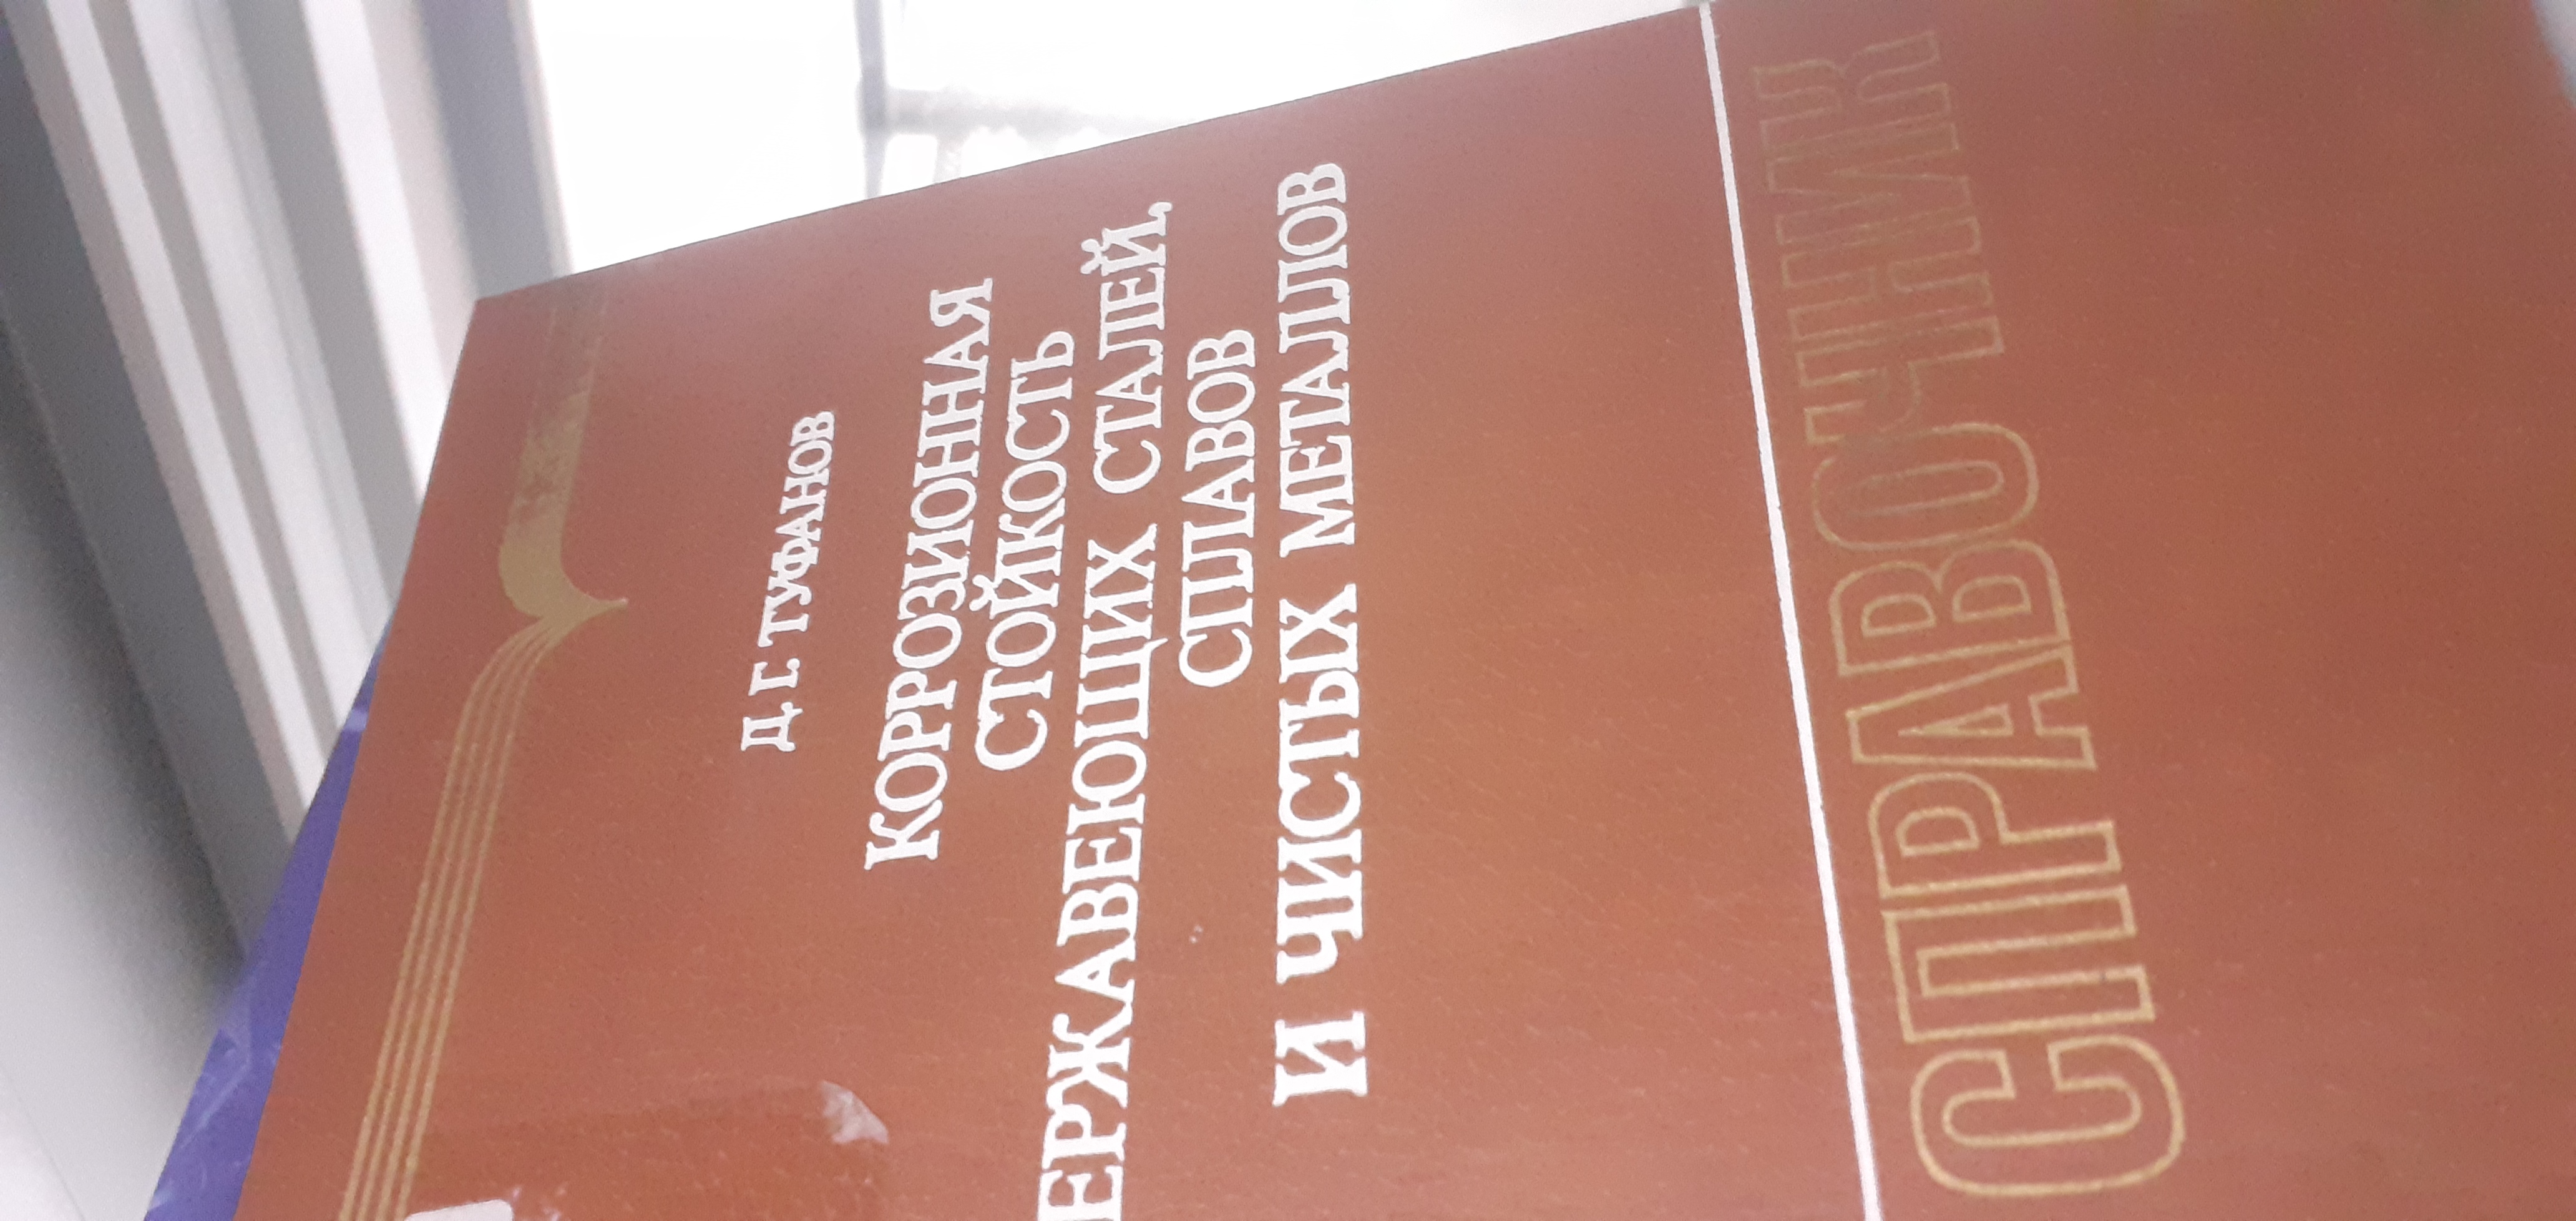 Д. Г. ТУФАНОВ
КОРРОЗИОННАЯ
СТОЙКОСТЬ
ЕРЖАВЕЮЩИХ СТАЛЕЙ,
СПЛАВОВ
И ЧИСТЫХ МЕТАЛЛОВ
СПРАВОЧНИК